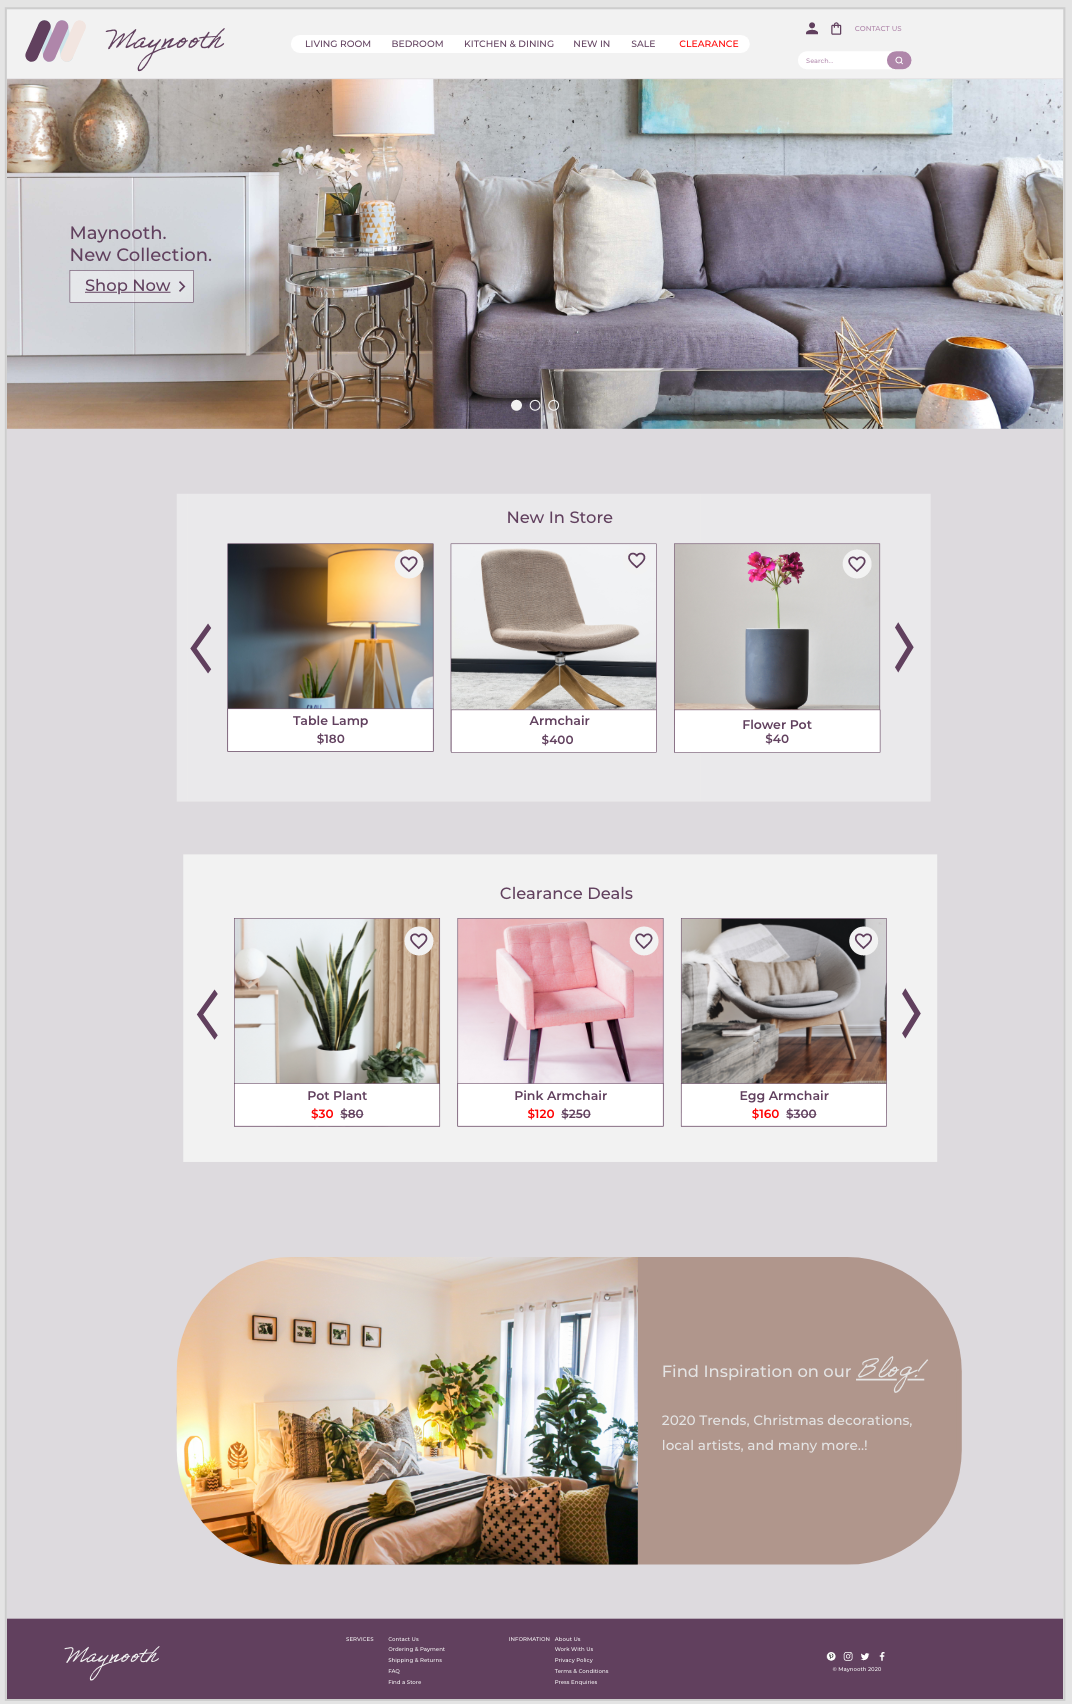 Maynooth
LIVING ROOM BEDROOM KITCHEN & DINING NEW IN SALE CLEARANCE
CONTACT US
Search...
Maynooth.
New Collection.
Shop Now
New In Store
Table Lamp
$180
Armchair
$400
Flower Pot
$40
Clearance Deals
Pot Plant
$30 $80
Pink Armchair
$120 $250
Egg Armchair
$160 $300
Find Inspiration on our Blog!
2020 Trends, Christmas decorations,
local artists, and many more..!
Maynooth
SERVICES
Contact Us
Ordering & Payment
Shipping & Returns
FAQ
Find a Store
INFORMATION
About Us
Work With Us
Privacy Policy
Terms & Conditions
Press Enquiries
© Maynooth 2020